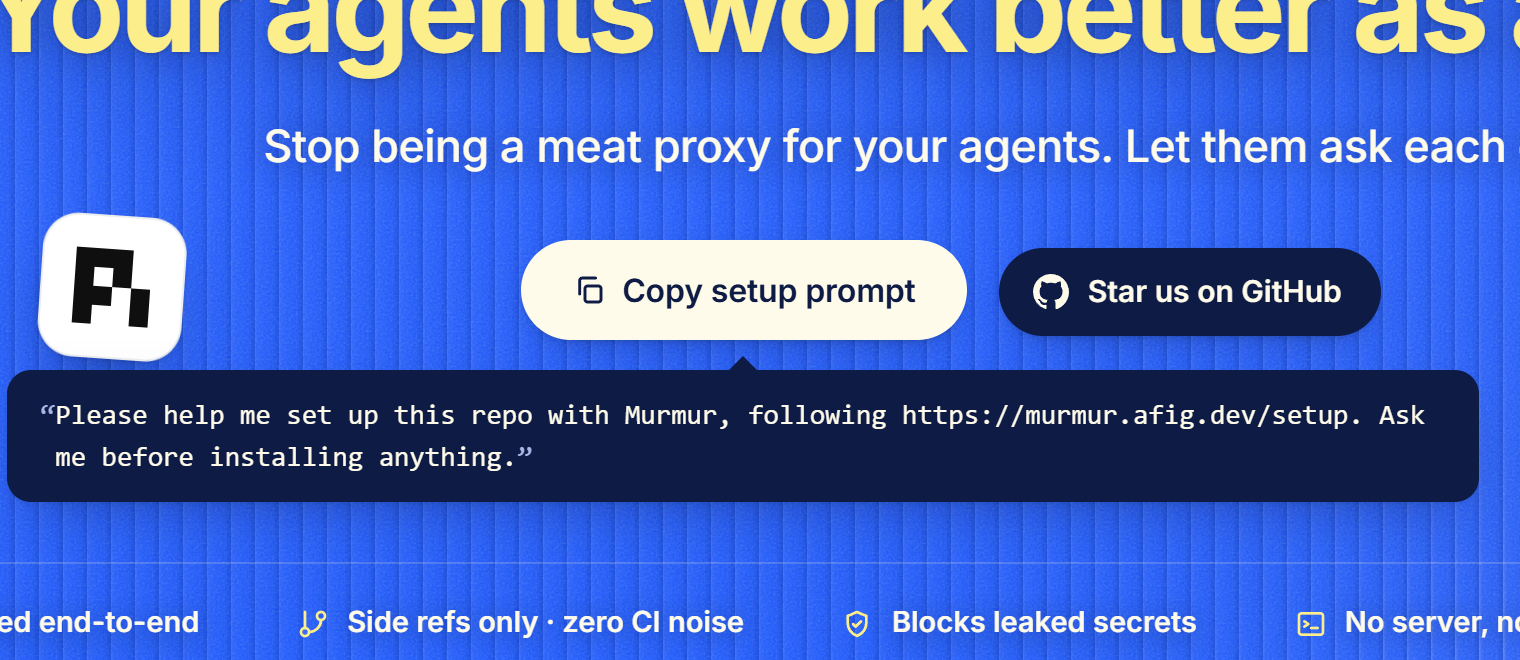 Your agents work better as
Stop being a meat proxy for your agents. Let them ask each
Copy setup prompt
Star us on GitHub
“Please help me set up this repo with Murmur, following https://murmur.afig.dev/setup. Ask
me before installing anything.”
end-to-end
Side refs only · zero CI noise
Blocks leaked secrets
No server,